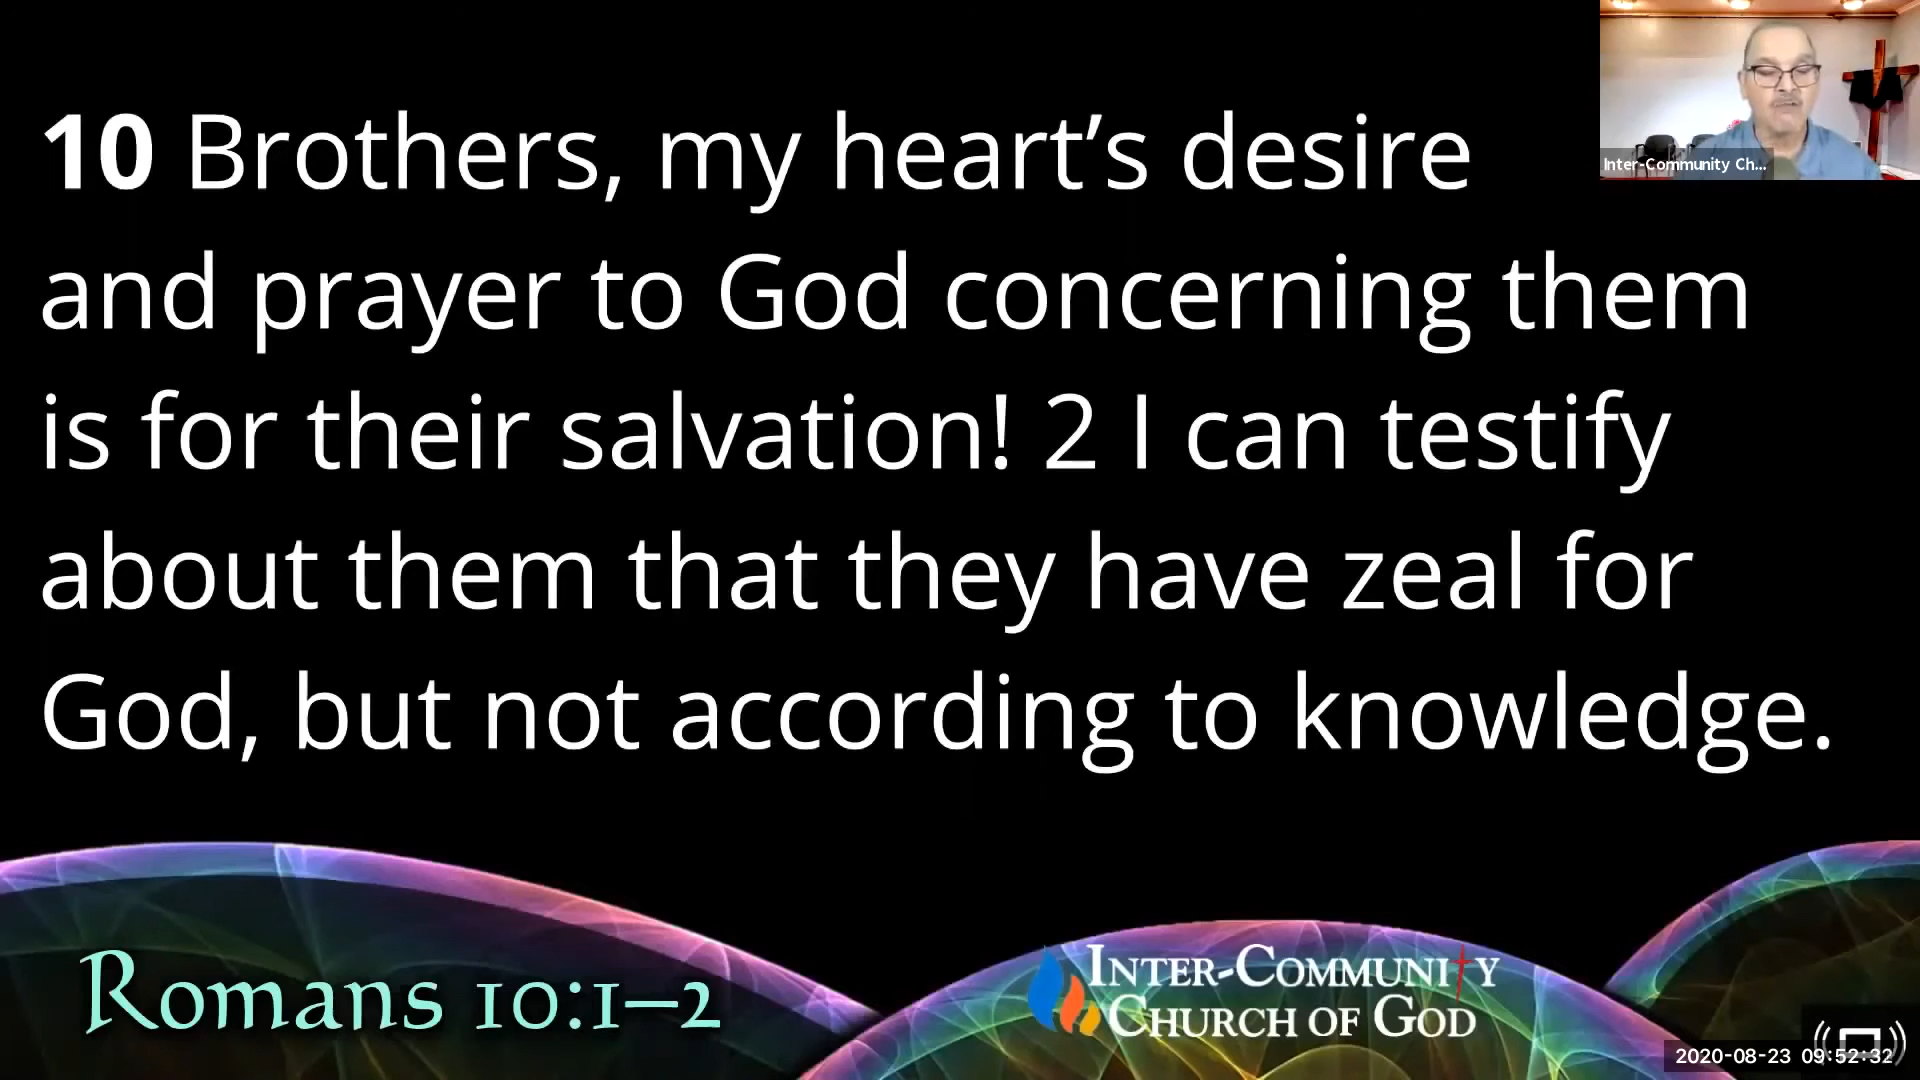 10 Brothers, my heart’s desire
and prayer to God concerning them
is for their salvation! 2 I can testify
about them that they have zeal for
God, but not according to knowledge.
Inter-Community Ch...
Romans 10:1–2
INTER-COMMUNITY
CHURCH OF GOD
2020-08-23 09:52:32